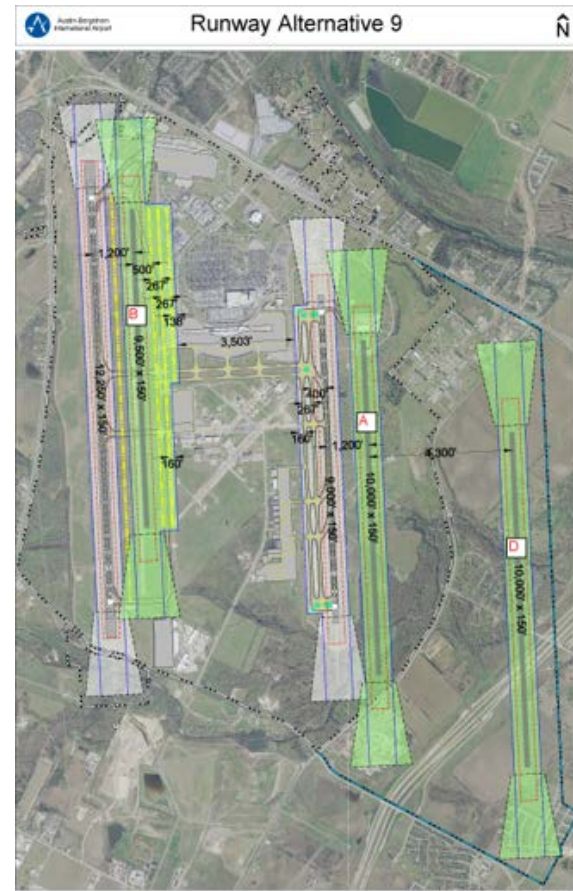 Austin-Bergstrom
International Airport
Runway Alternative 9
N
1,200'
500'
267'
267'
138'
B
9,500' x 150'
12,250' x 150'
3,503'
400'
267'
160'
1,200'
A
4,300'
160'
9,000' x 150'
10,000' x 150'
D
10,000' x 150'